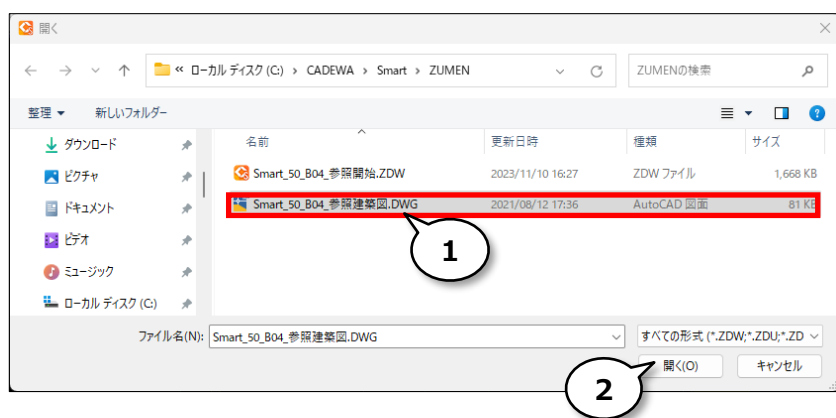 開く
« ローカル ディスク (C:) › CADEWA › Smart › ZUMEN
ZUMENの検索
整理 新しいフォルダー
名前 更新日時 種類 サイズ
ダウンロード
ピクチャ
ドキュメント
ビデオ
ミュージック
ローカル ディスク (C:)
Smart_50_B04_参照開始.ZDW 2023/11/10 16:27 ZDW ファイル 1,668 KB
Smart_50_B04_参照建築図.DWG 2021/08/12 17:36 AutoCAD 図面 81 KB
1
ファイル名(N): Smart_50_B04_参照建築図.DWG すべての形式 (*.ZDW;*.ZDU;*.ZD
開く(O) キャンセル
2